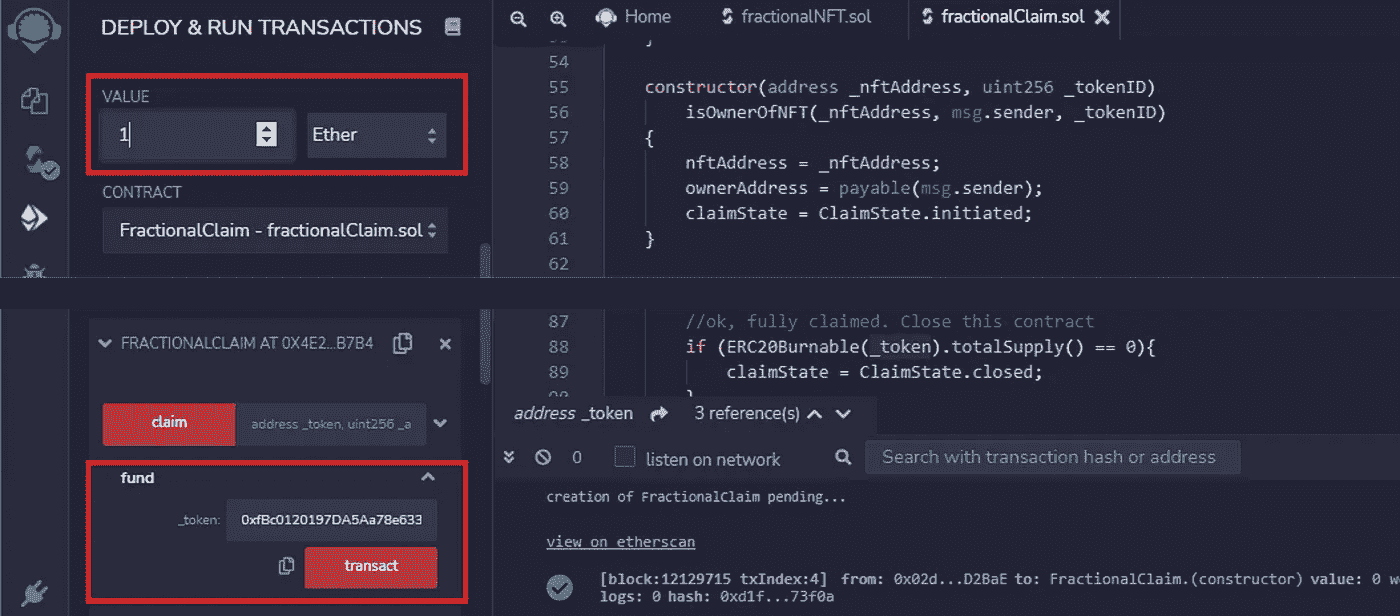 DEPLOY & RUN TRANSACTIONS
VALUE
1
Ether
CONTRACT
FractionalClaim - fractionalClaim.sol
Home
fractionalNFT.sol
fractionalClaim.sol
54
55 constructor(address _nftAddress, uint256 _tokenID)
56 isOwnerOfNFT(_nftAddress, msg.sender, _tokenID)
57 {
58 nftAddress = _nftAddress;
59 ownerAddress = payable(msg.sender);
60 claimState = ClaimState.initiated;
61 }
62
FRACTIONALCLAIM AT 0X4E2...B7B4
claim
address _token, uint256 _a
fund
_token: 0xfBc0120197DA5Aa78e633
transact
87 //ok, fully claimed. Close this contract
88 if (ERC20Burnable(_token).totalSupply() == 0){
89 claimState = ClaimState.closed;
address _token
3 reference(s)
0
listen on network
Search with transaction hash or address
creation of FractionalClaim pending...
view on etherscan
[block:12129715 txIndex:4] from: 0x02d...D2BaE to: FractionalClaim.(constructor) value: 0 w
logs: 0 hash: 0xd1f...73f0a